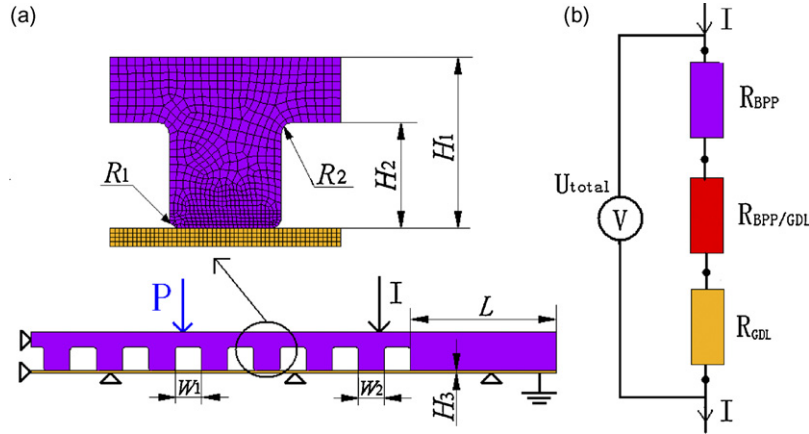 (a)
H1
H2
R1
R2
P
I
L
W1
W2
H3
(b)
I
RBPP
Utotal
V
RBPP/GDL
RGDL
I